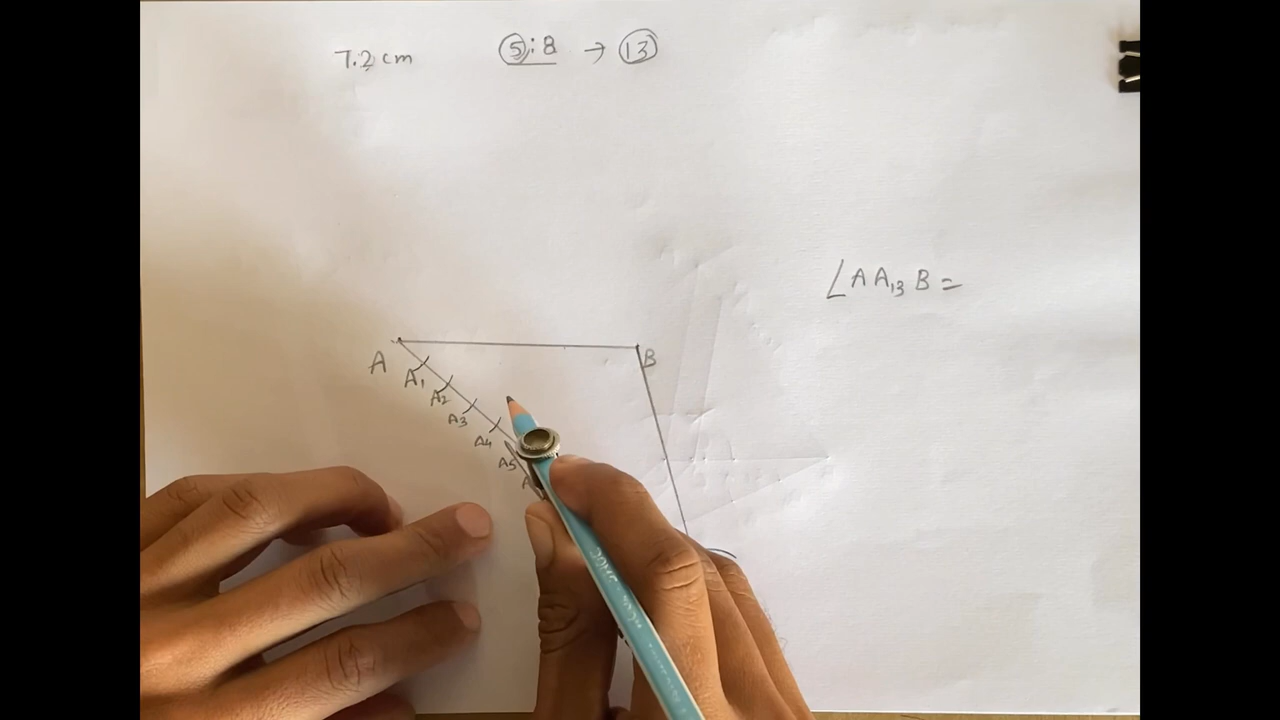 7.2 cm 5:8 → 13
∠AA₁₃B =
A B
A₁
A₂
A₃
A₄
A₅